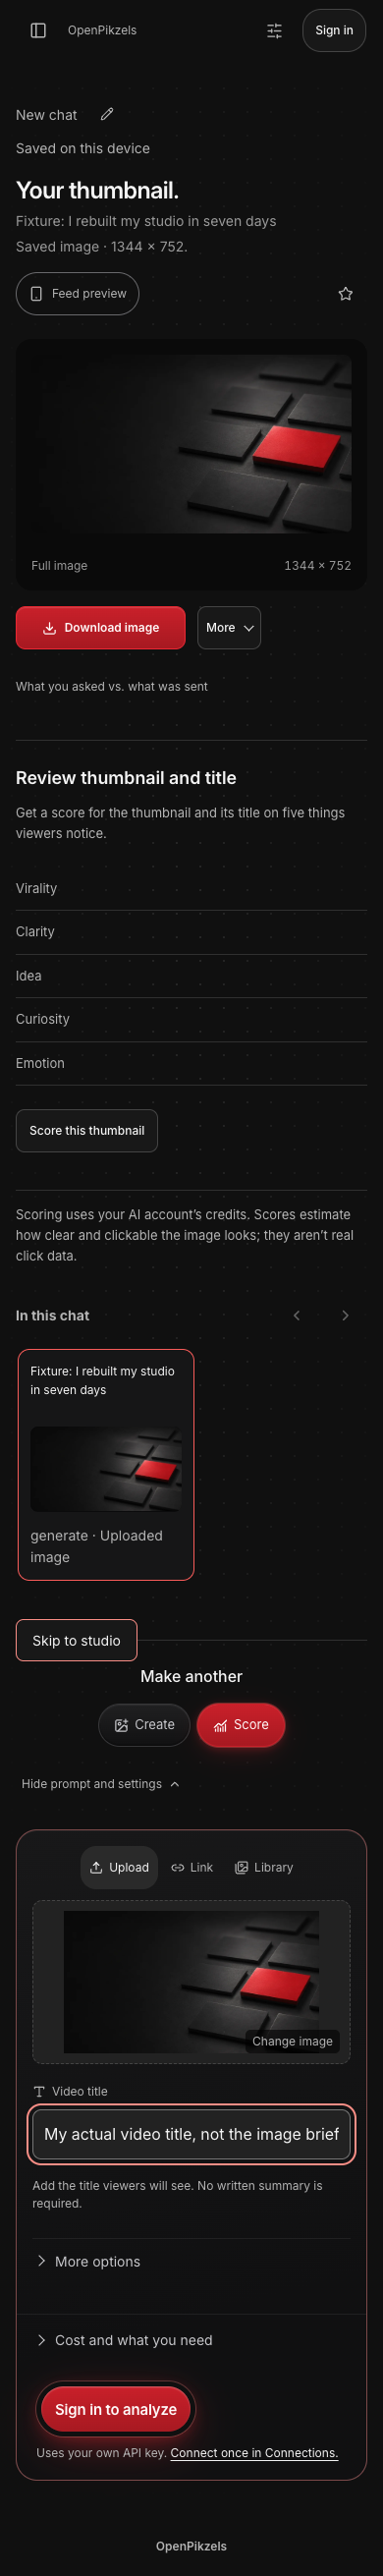 OpenPikzels
Sign in
New chat
Saved on this device
Your thumbnail.
Fixture: I rebuilt my studio in seven days
Saved image · 1344 × 752.
Feed preview
Full image
1344 × 752
Download image
More
What you asked vs. what was sent
Review thumbnail and title
Get a score for the thumbnail and its title on five things
viewers notice.
Virality
Clarity
Idea
Curiosity
Emotion
Score this thumbnail
Scoring uses your AI account’s credits. Scores estimate
how clear and clickable the image looks; they aren’t real
click data.
In this chat
Fixture: I rebuilt my studio
in seven days
generate · Uploaded
image
Skip to studio
Make another
Create
Score
Hide prompt and settings
Upload
Link
Library
Change image
Video title
My actual video title, not the image brief
Add the title viewers will see. No written summary is
required.
More options
Cost and what you need
Sign in to analyze
Uses your own API key. Connect once in Connections.
OpenPikzels